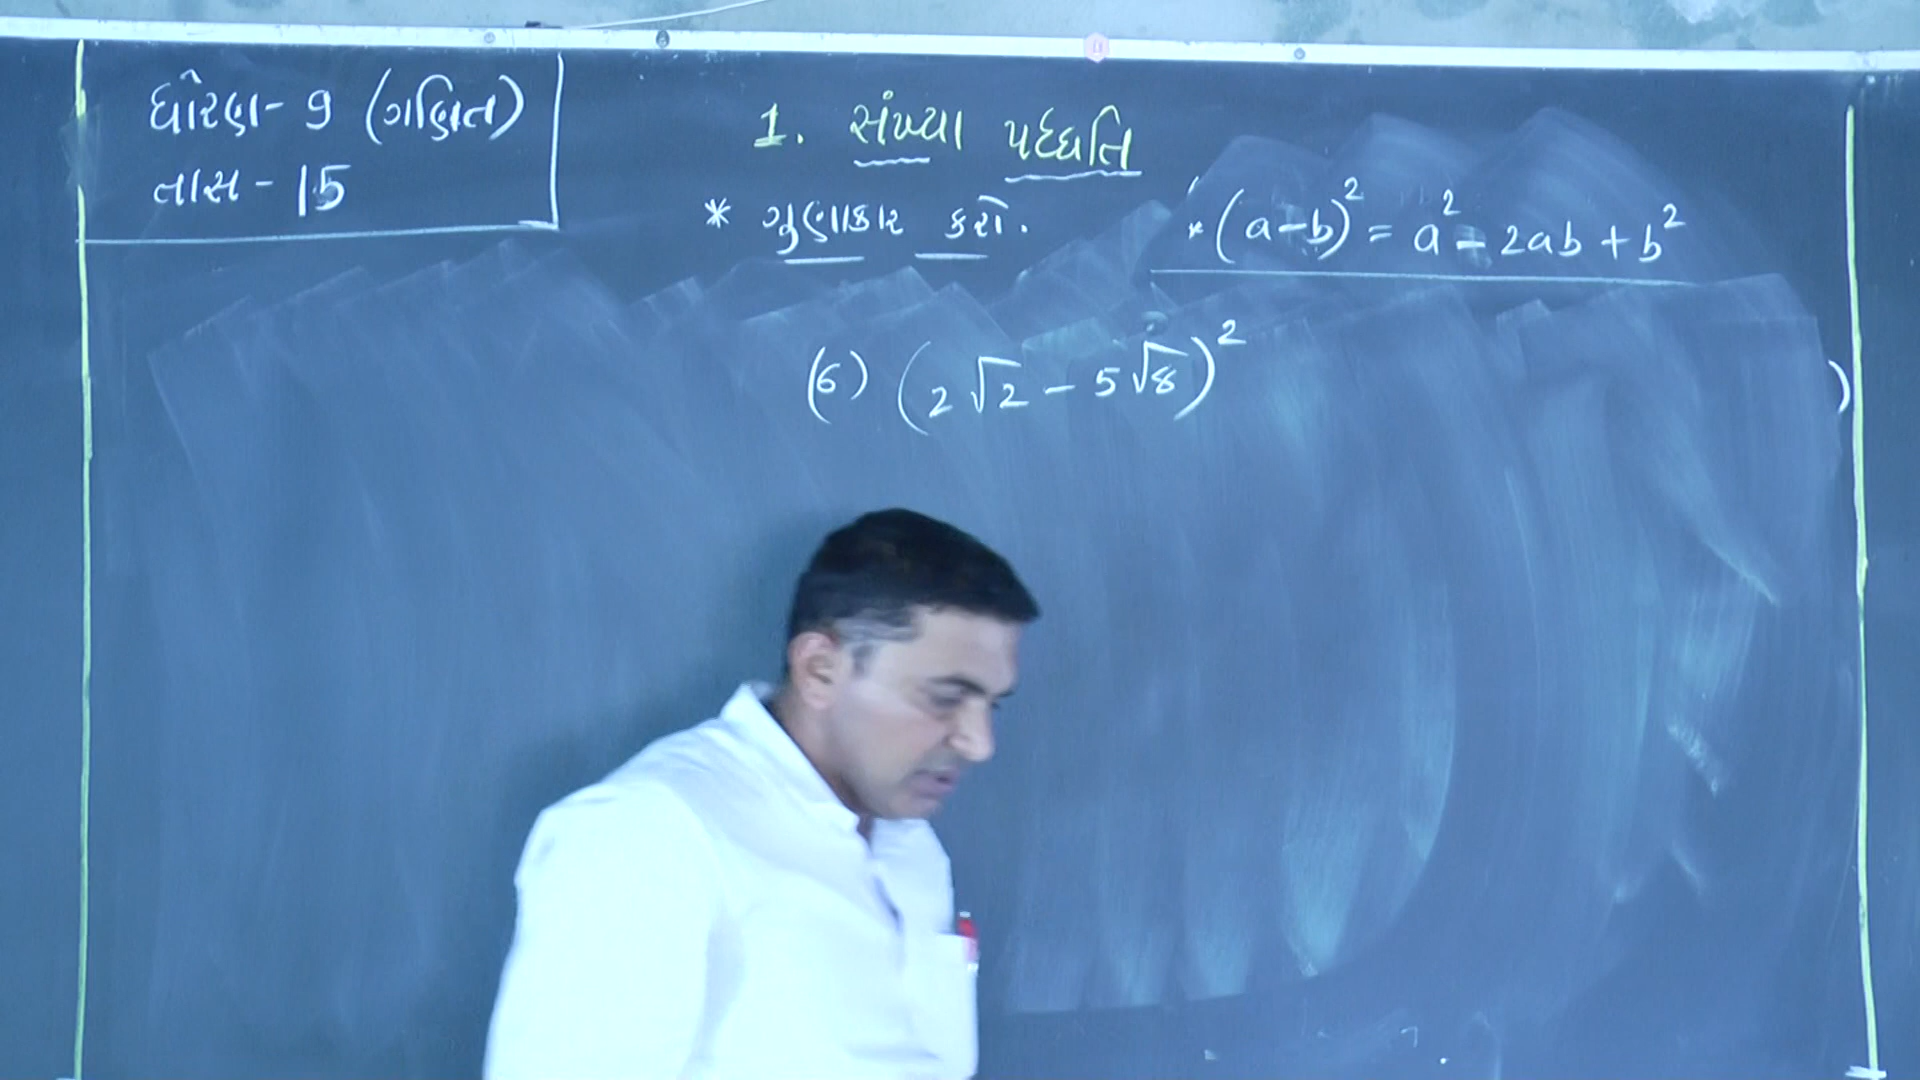 ધોરણ - 9 (ગણિત)
તાસ - 15
1. સંખ્યા પદ્ધતિ
* ગુણાકાર કરો.
* (a-b)² = a² - 2ab + b²
(6) (2√2 - 5√8)²